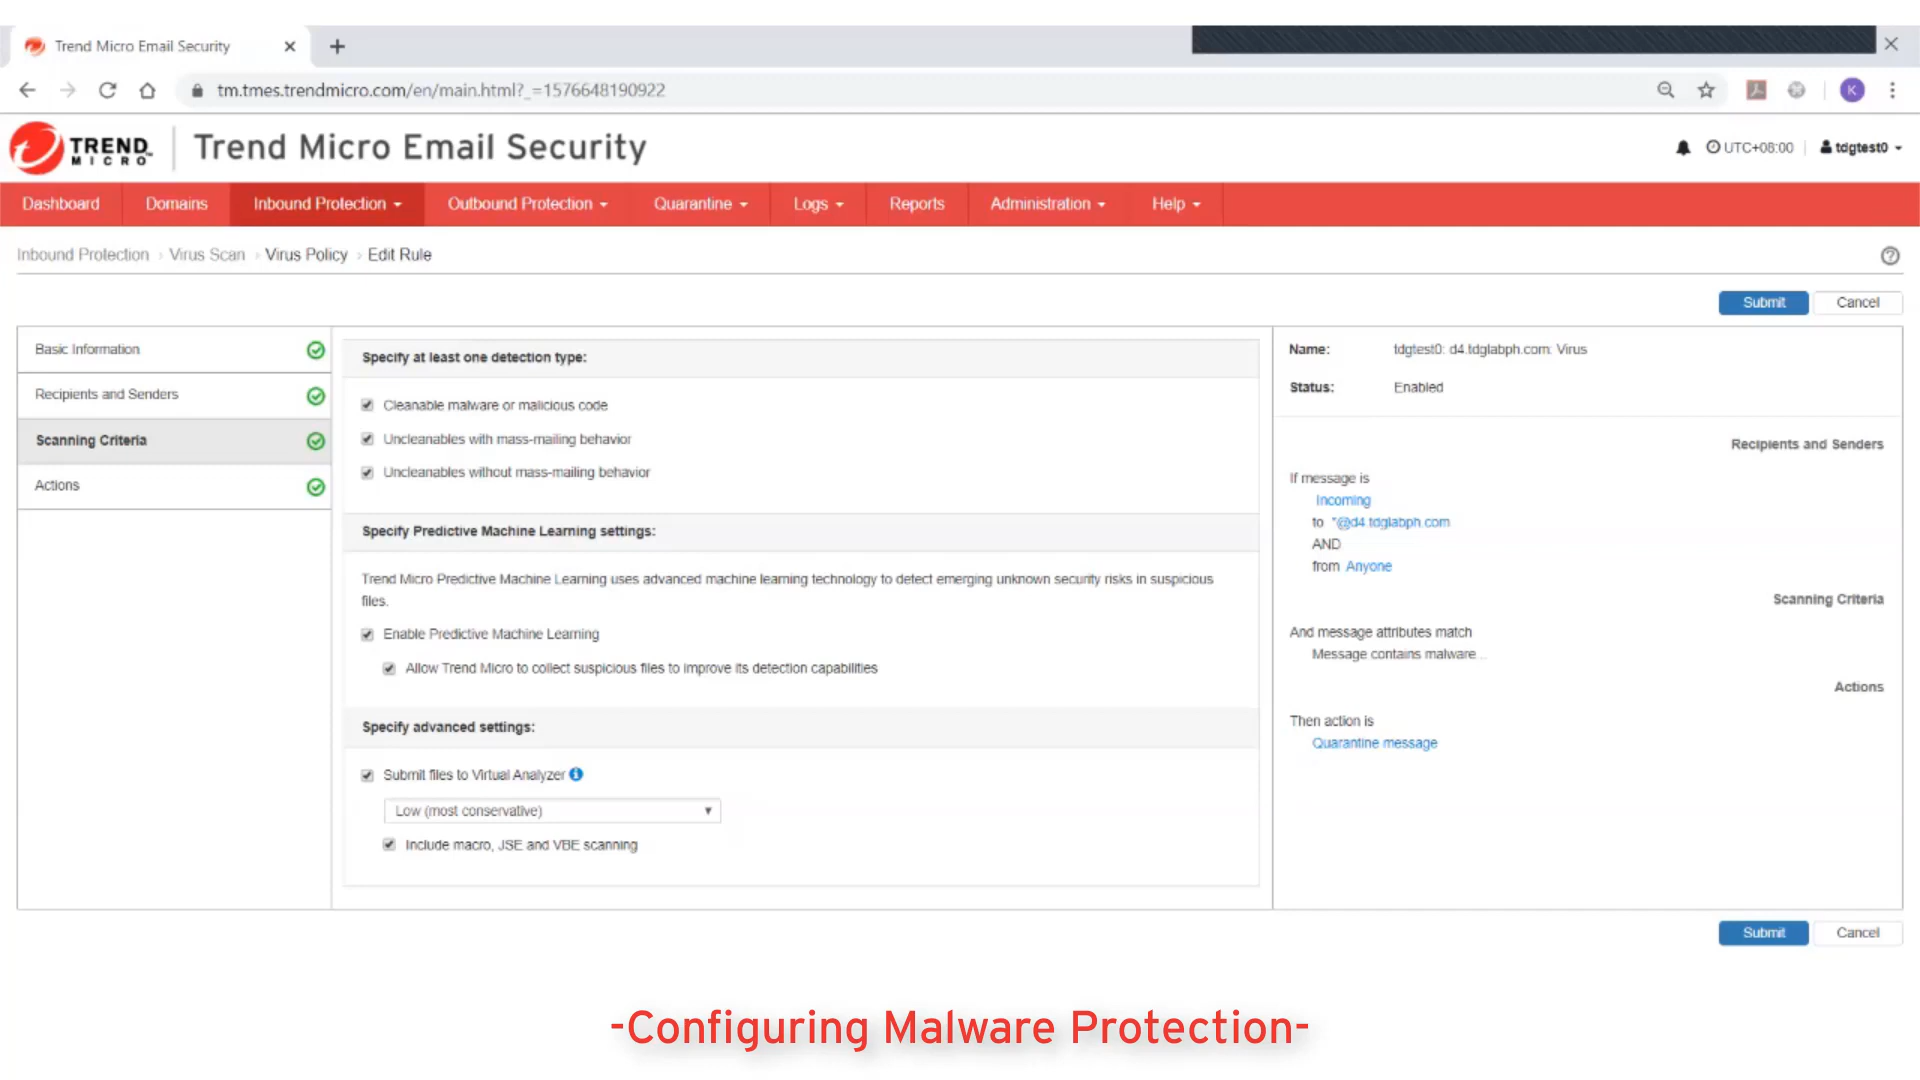 Trend Micro Email Security
tm.tmes.trendmicro.com/en/main.html?_=1576648190922
K
TREND MICRO
Trend Micro Email Security
UTC+08:00
tdgtest0
Dashboard
Domains
Inbound Protection
Outbound Protection
Quarantine
Logs
Reports
Administration
Help
Inbound Protection > Virus Scan > Virus Policy > Edit Rule
Submit
Cancel
Basic Information
Recipients and Senders
Scanning Criteria
Actions
Specify at least one detection type:
Cleanable malware or malicious code
Uncleanables with mass-mailing behavior
Uncleanables without mass-mailing behavior
Specify Predictive Machine Learning settings:
Trend Micro Predictive Machine Learning uses advanced machine learning technology to detect emerging unknown security risks in suspicious
files.
Enable Predictive Machine Learning
Allow Trend Micro to collect suspicious files to improve its detection capabilities
Specify advanced settings:
Submit files to Virtual Analyzer
Low (most conservative)
Include macro, JSE and VBE scanning
Name: tdgtest0: d4.tdglabph.com: Virus
Status: Enabled
Recipients and Senders
If message is
Incoming
to *@d4.tdglabph.com
AND
from Anyone
Scanning Criteria
And message attributes match
Message contains malware...
Actions
Then action is
Quarantine message
Submit
Cancel
-Configuring Malware Protection-